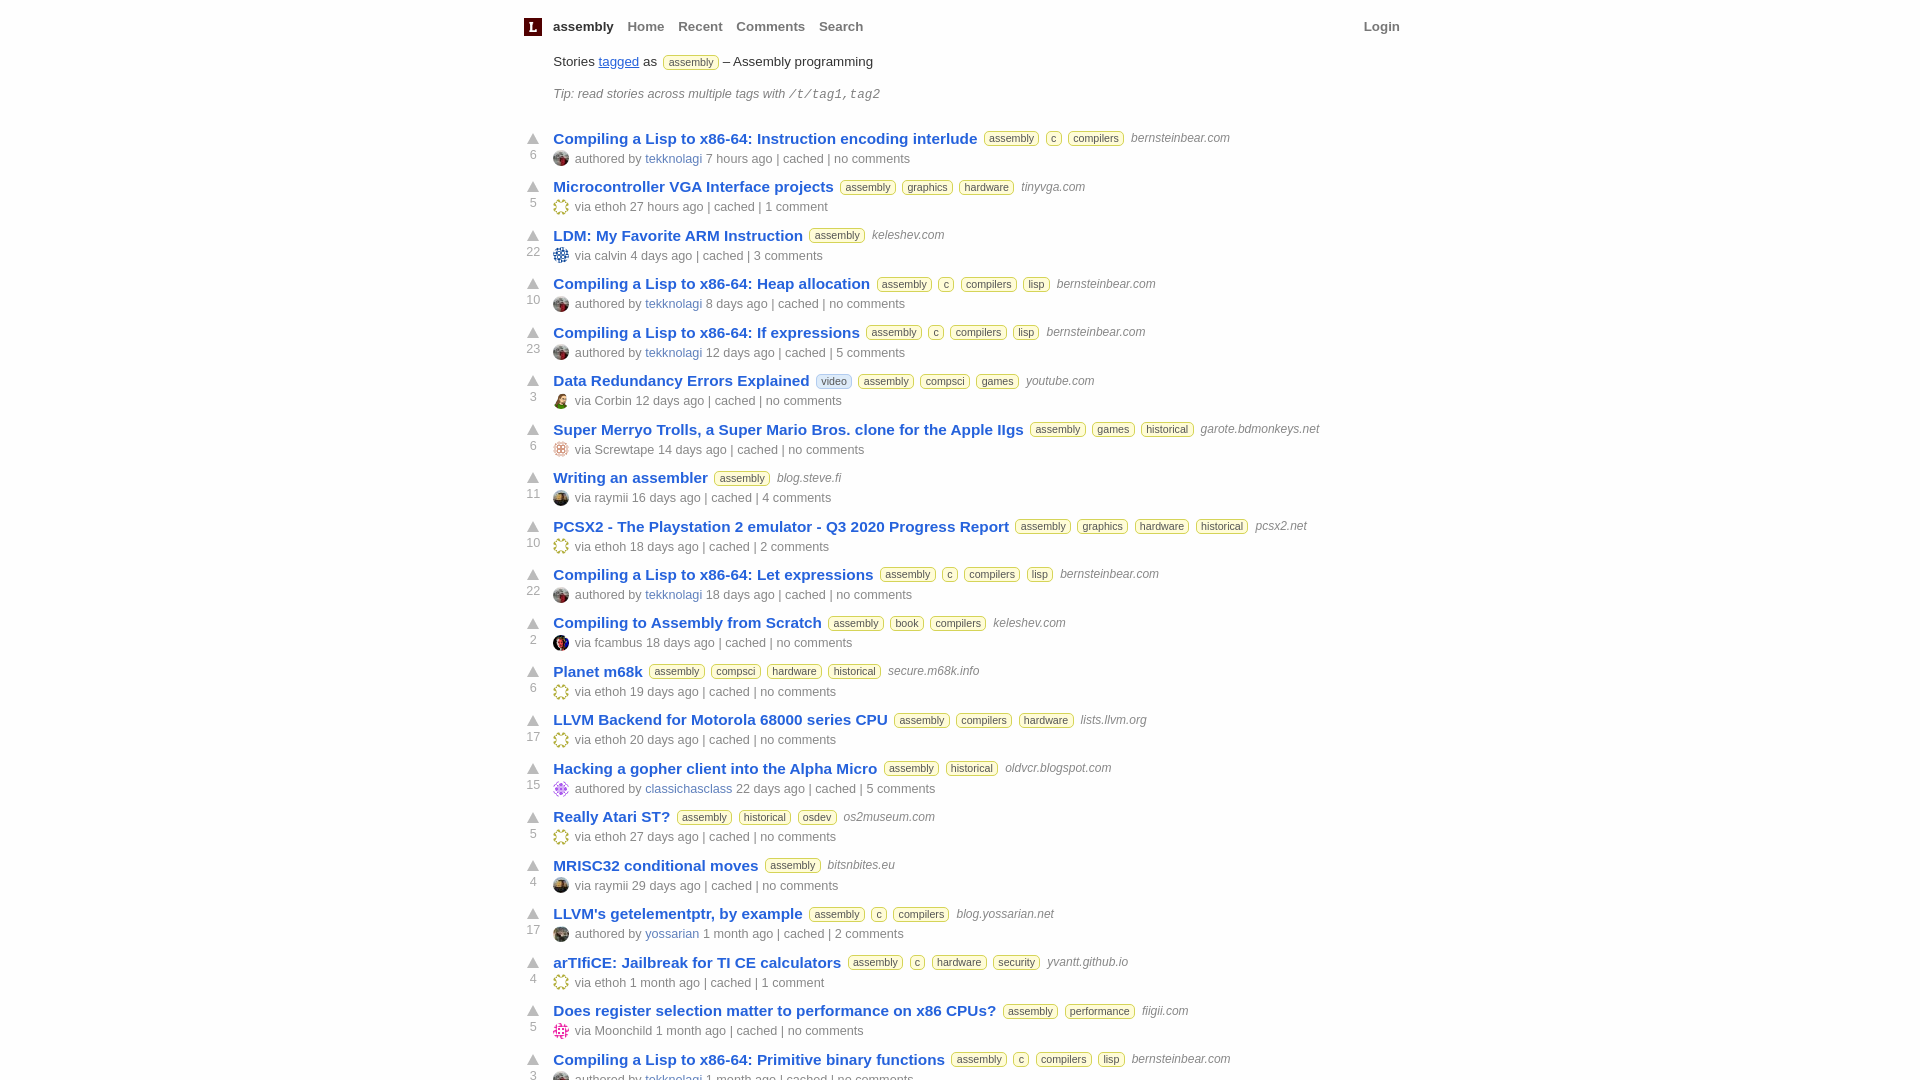 L assembly Home Recent Comments Search Login
Stories tagged as assembly – Assembly programming
Tip: read stories across multiple tags with /t/tag1,tag2
Compiling a Lisp to x86-64: Instruction encoding interlude assembly c compilers bernsteinbear.com
6 authored by tekknolagi 7 hours ago | cached | no comments
Microcontroller VGA Interface projects assembly graphics hardware tinyvga.com
5 via ethoh 27 hours ago | cached | 1 comment
LDM: My Favorite ARM Instruction assembly keleshev.com
22 via calvin 4 days ago | cached | 3 comments
Compiling a Lisp to x86-64: Heap allocation assembly c compilers lisp bernsteinbear.com
10 authored by tekknolagi 8 days ago | cached | no comments
Compiling a Lisp to x86-64: If expressions assembly c compilers lisp bernsteinbear.com
23 authored by tekknolagi 12 days ago | cached | 5 comments
Data Redundancy Errors Explained video assembly compsci games youtube.com
3 via Corbin 12 days ago | cached | no comments
Super Merryo Trolls, a Super Mario Bros. clone for the Apple IIgs assembly games historical garote.bdmonkeys.net
6 via Screwtape 14 days ago | cached | no comments
Writing an assembler assembly blog.steve.fi
11 via raymii 16 days ago | cached | 4 comments
PCSX2 - The Playstation 2 emulator - Q3 2020 Progress Report assembly graphics hardware historical pcsx2.net
10 via ethoh 18 days ago | cached | 2 comments
Compiling a Lisp to x86-64: Let expressions assembly c compilers lisp bernsteinbear.com
22 authored by tekknolagi 18 days ago | cached | no comments
Compiling to Assembly from Scratch assembly book compilers keleshev.com
2 via fcambus 18 days ago | cached | no comments
Planet m68k assembly compsci hardware historical secure.m68k.info
6 via ethoh 19 days ago | cached | no comments
LLVM Backend for Motorola 68000 series CPU assembly compilers hardware lists.llvm.org
17 via ethoh 20 days ago | cached | no comments
Hacking a gopher client into the Alpha Micro assembly historical oldvcr.blogspot.com
15 authored by classichasclass 22 days ago | cached | 5 comments
Really Atari ST? assembly historical osdev os2museum.com
5 via ethoh 27 days ago | cached | no comments
MRISC32 conditional moves assembly bitsnbites.eu
4 via raymii 29 days ago | cached | no comments
LLVM's getelementptr, by example assembly c compilers blog.yossarian.net
17 authored by yossarian 1 month ago | cached | 2 comments
arTIfiCE: Jailbreak for TI CE calculators assembly c hardware security yvantt.github.io
4 via ethoh 1 month ago | cached | 1 comment
Does register selection matter to performance on x86 CPUs? assembly performance fiigii.com
5 via Moonchild 1 month ago | cached | no comments
Compiling a Lisp to x86-64: Primitive binary functions assembly c compilers lisp bernsteinbear.com
3 authored by tekknolagi 1 month ago | cached | no comments